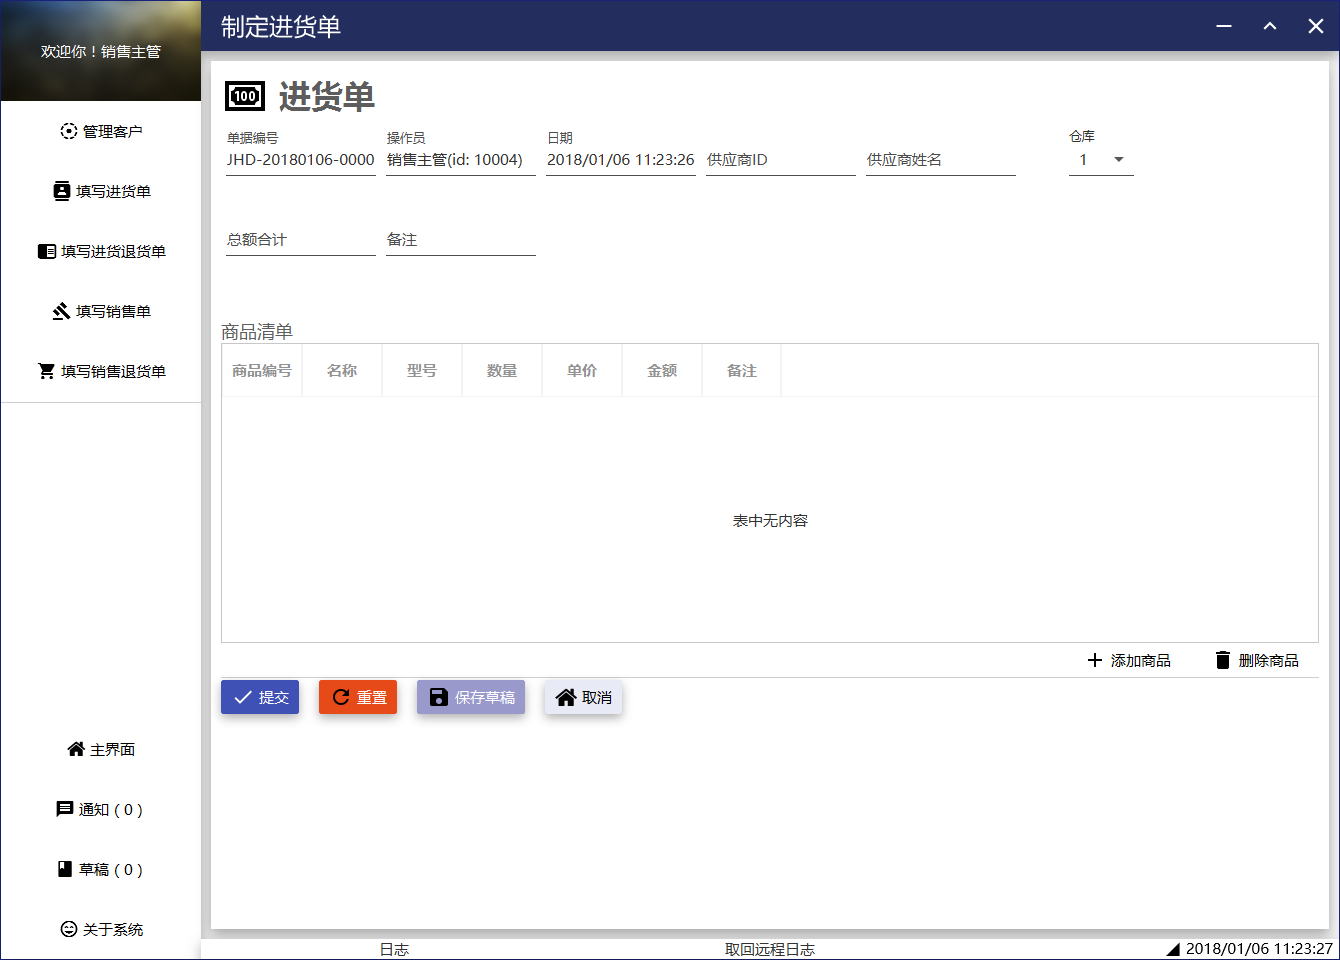 欢迎你！销售主管
管理客户
填写进货单
填写进货退货单
填写销售单
填写销售退货单
主界面
通知 ( 0 )
草稿 ( 0 )
关于系统
制定进货单
100 进货单
单据编号 操作员 日期 仓库
JHD-20180106-0000 销售主管(id: 10004) 2018/01/06 11:23:26 供应商ID 供应商姓名 1
总额合计 备注
商品清单
商品编号 名称 型号 数量 单价 金额 备注
表中无内容
添加商品 删除商品
提交 重置 保存草稿 取消
日志 取回远程日志 2018/01/06 11:23:27